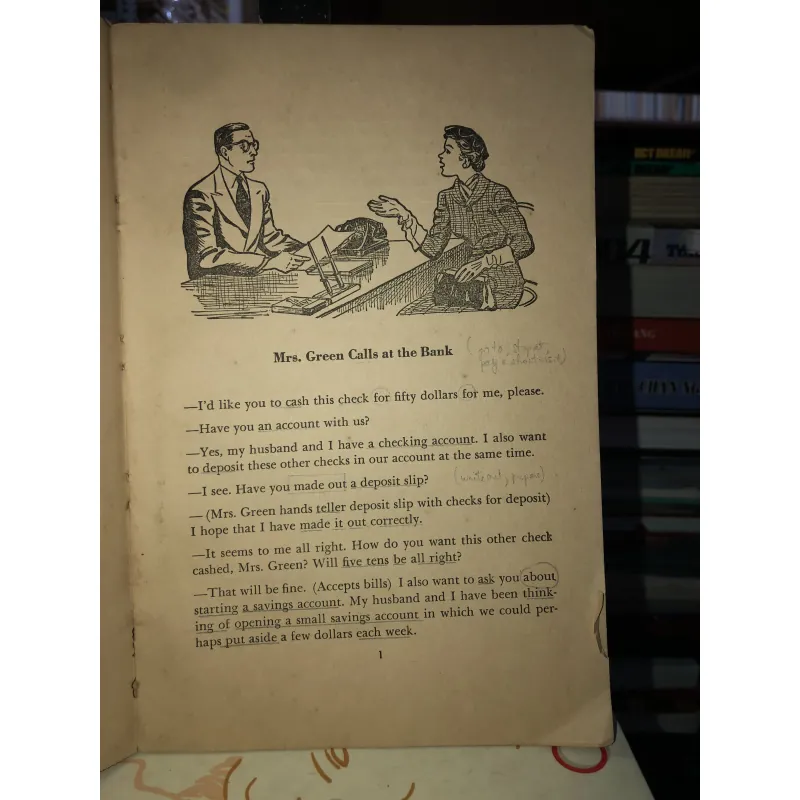 Mrs. Green Calls at the Bank
—I'd like you to cash this check for fifty dollars for me, please.
—Have you an account with us?
—Yes, my husband and I have a checking account. I also want
to deposit these other checks in our account at the same time.
—I see. Have you made out a deposit slip?
— (Mrs. Green hands teller deposit slip with checks for deposit)
I hope that I have made it out correctly.
—It seems to me all right. How do you want this other check
cashed, Mrs. Green? Will five tens be all right?
—That will be fine. (Accepts bills) I also want to ask you about
starting a savings account. My husband and I have been think-
ing of opening a small savings account in which we could per-
haps put aside a few dollars each week.
1